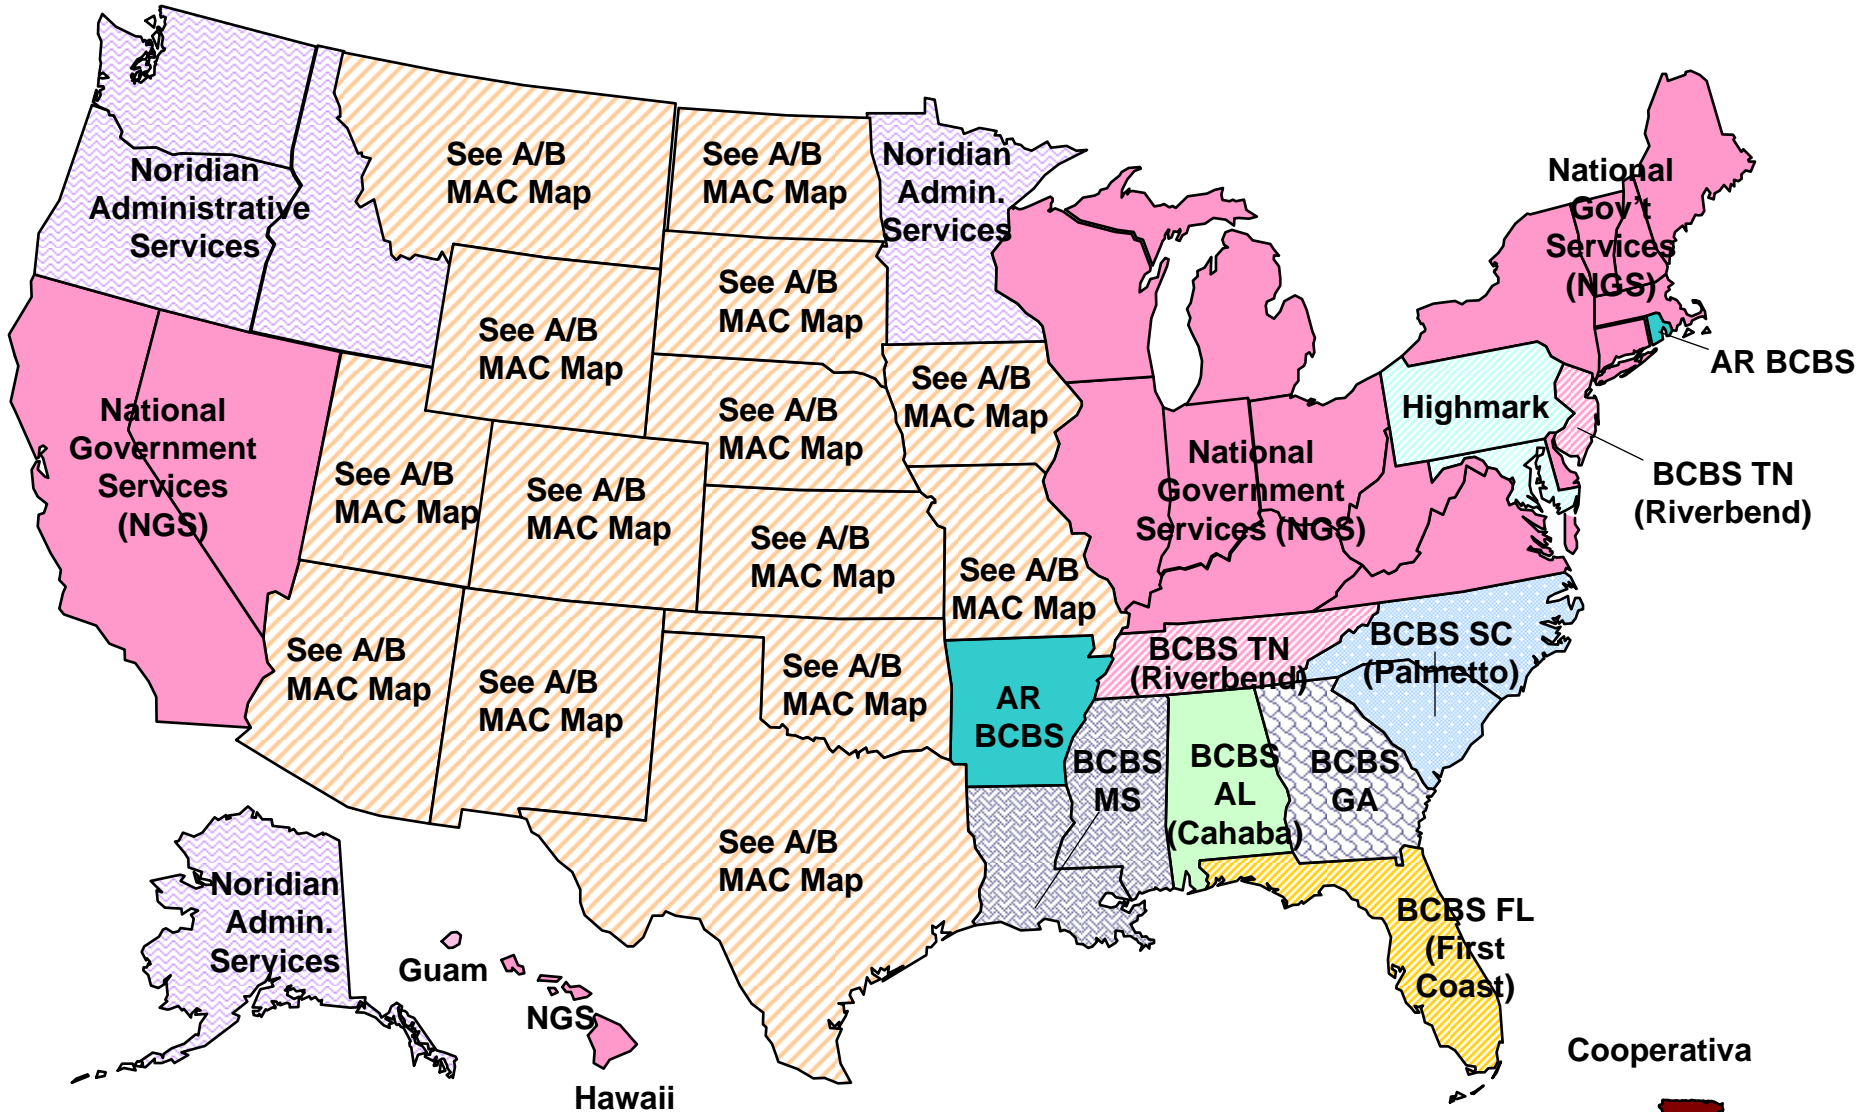 Noridian
Administrative
Services
See A/B
MAC Map
See A/B
MAC Map
Noridian
Admin.
Services
National
Gov't
Services
(NGS)
See A/B
MAC Map
See A/B
MAC Map
AR BCBS
See A/B
MAC Map
See A/B
MAC Map
Highmark
National
Government
Services
(NGS)
See A/B
MAC Map
See A/B
MAC Map
See A/B
MAC Map
National
Government
Services (NGS)
BCBS TN
(Riverbend)
See A/B
MAC Map
See A/B
MAC Map
See A/B
MAC Map
See A/B
MAC Map
BCBS TN
(Riverbend)
BCBS SC
(Palmetto)
AR
BCBS
BCBS
MS
BCBS
AL
(Cahaba)
BCBS
GA
See A/B
MAC Map
See A/B
MAC Map
BCBS FL
(First
Coast)
Noridian
Admin.
Services
Guam
NGS
Hawaii
Cooperativa